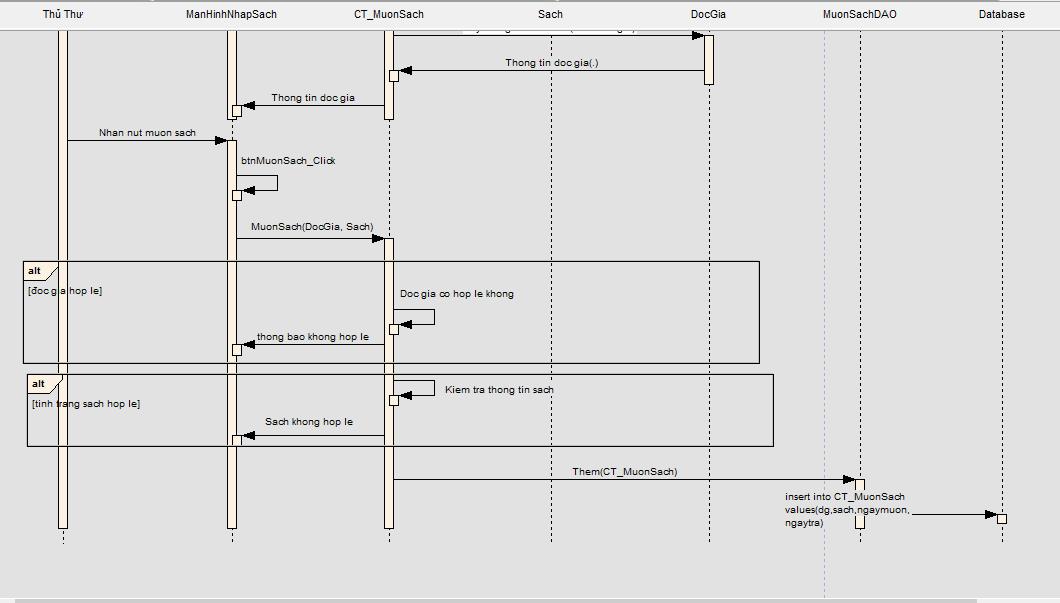 Thủ Thư
ManHinhNhapSach
CT_MuonSach
Sach
DocGia
MuonSachDAO
Database
Thong tin doc gia(.)
Thong tin doc gia
Nhan nut muon sach
btnMuonSach_Click
MuonSach(DocGia, Sach)
alt
[đoc gia hop le]
Doc gia co hop le khong
thong bao khong hop le
alt
[tinh trang sach hop le]
Kiem tra thong tin sach
Sach khong hop le
Them(CT_MuonSach)
insert into CT_MuonSach
values(dg,sach,ngaymuon,
ngaytra)